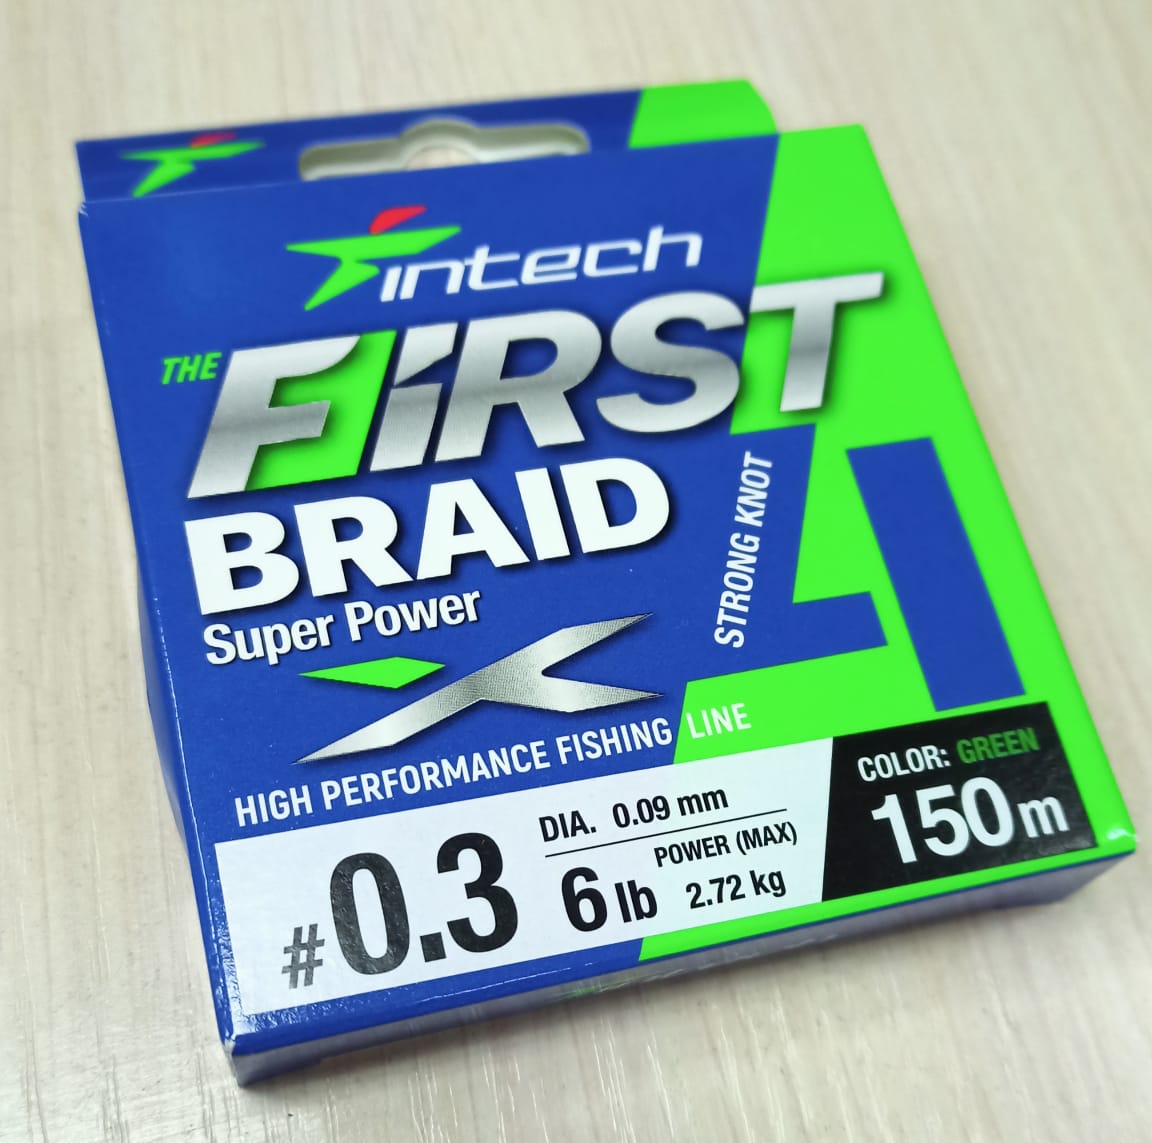 intech
THE FIRST
BRAID
Super Power
STRONG KNOT
X4
HIGH PERFORMANCE FISHING LINE
#0.3
DIA. 0.09 mm
POWER (MAX)
6 lb 2.72 kg
COLOR: GREEN
150m